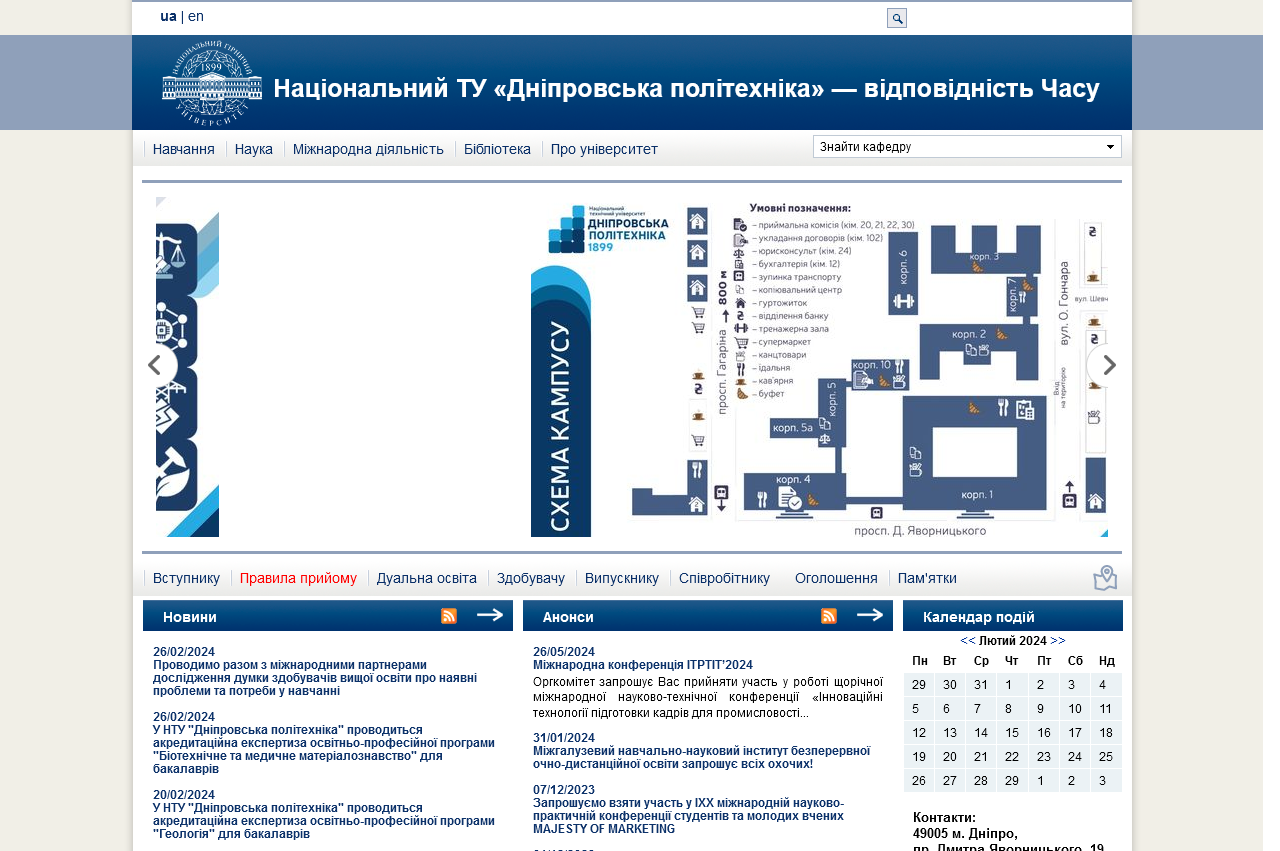 ua | en
НАЦІОНАЛЬНИЙ ГІРНИЧИЙ
1899
УНІВЕРСИТЕТ
Національний ТУ «Дніпровська політехніка» — відповідність Часу
Навчання
Наука
Міжнародна діяльність
Бібліотека
Про університет
Знайти кафедру
Національний
технічний університет
ДНІПРОВСЬКА
ПОЛІТЕХНІКА
1899
СХЕМА КАМПУСУ
Умовні позначення:
– приймальна комісія (кім. 20, 21, 22, 30)
– укладання договорів (кім. 102)
– юрисконсульт (кім. 24)
– бухгалтерія (кім. 12)
– зупинка транспорту
– копіювальний центр
– гуртожиток
– відділення банку
– тренажерна зала
– супермаркет
– канцтовари
– їдальня
– кав'ярня
– буфет
просп. Гагаріна
800 м
корп. 6
корп. 3
корп. 7
корп. 2
корп. 10
корп. 5
корп. 5а
корп. 4
корп. 1
вул. О. Гончара
вул. Шевч
Вхід
на територію
просп. Д. Яворницького
Вступнику
Правила прийому
Дуальна освіта
Здобувачу
Випускнику
Співробітнику
Оголошення
Пам'ятки
Новини
26/02/2024
Проводимо разом з міжнародними партнерами
дослідження думки здобувачів вищої освіти про наявні
проблеми та потреби у навчанні
26/02/2024
У НТУ "Дніпровська політехніка" проводиться
акредитаційна експертиза освітньо-професійної програми
"Біотехнічне та медичне матеріалознавство" для
бакалаврів
20/02/2024
У НТУ "Дніпровська політехніка" проводиться
акредитаційна експертиза освітньо-професійної програми
"Геологія" для бакалаврів
Анонси
26/05/2024
Міжнародна конференція ІТРТІТ’2024
Оргкомітет запрошує Вас прийняти участь у роботі щорічної
міжнародної науково-технічної конференції «Інноваційні
технології підготовки кадрів для промисловості...
31/01/2024
Міжгалузевий навчально-науковий інститут безперервної
очно-дистанційної освіти запрошує всіх охочих!
07/12/2023
Запрошуємо взяти участь у IXX міжнародній науково-
практичній конференції студентів та молодих вчених
MAJESTY OF MARKETING
Календар подій
<< Лютий 2024 >>
Пн Вт Ср Чт Пт Сб Нд
29 30 31 1 2 3 4
5 6 7 8 9 10 11
12 13 14 15 16 17 18
19 20 21 22 23 24 25
26 27 28 29 1 2 3
Контакти:
49005 м. Дніпро,
пр. Дмитра Яворницького, 19